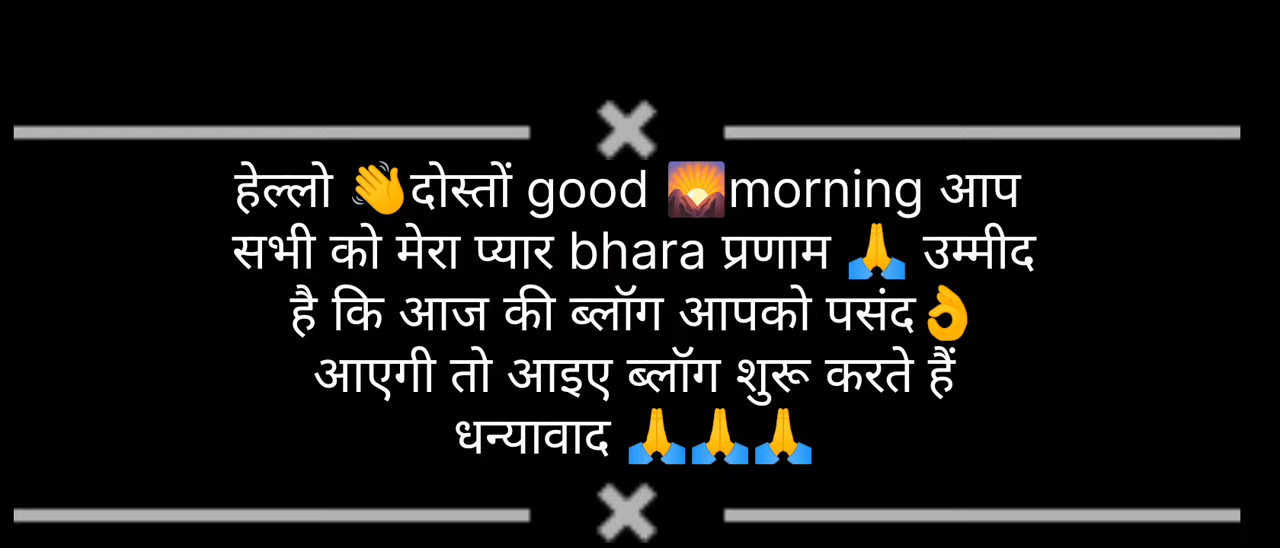 हेल्लो 👋दोस्तों good 🌄morning आप
सभी को मेरा प्यार bhara प्रणाम 🙏 उम्मीद
है कि आज की ब्लॉग आपको पसंद👌
आएगी तो आइए ब्लॉग शुरू करते हैं
धन्यावाद 🙏🙏🙏